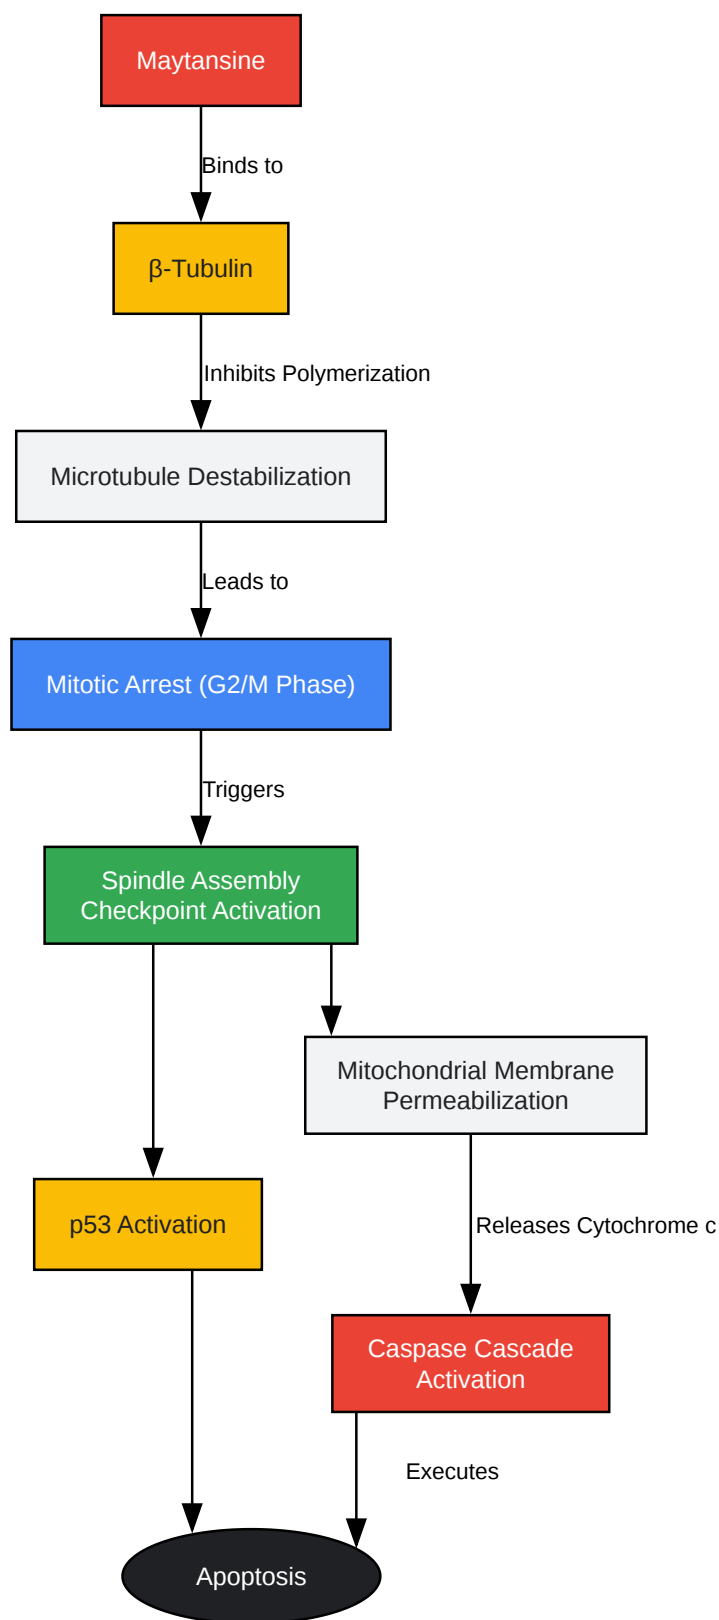 Maytansine
Binds to
β-Tubulin
Inhibits Polymerization
Microtubule Destabilization
Leads to
Mitotic Arrest (G2/M Phase)
Triggers
Spindle Assembly
Checkpoint Activation
Mitochondrial Membrane
Permeabilization
p53 Activation
Releases Cytochrome c
Caspase Cascade
Activation
Executes
Apoptosis